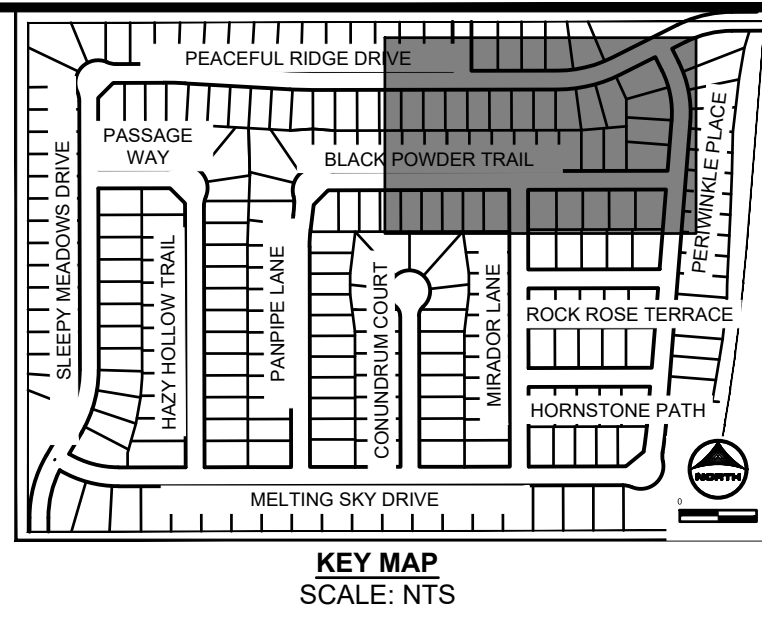 PEACEFUL RIDGE DRIVE
PASSAGE
WAY
BLACK POWDER TRAIL
SLEEPY MEADOWS DRIVE
HAZY HOLLOW TRAIL
PANPIPE LANE
CONUNDRUM COURT
MIRADOR LANE
PERIWINKLE PLACE
ROCK ROSE TERRACE
HORNSTONE PATH
MELTING SKY DRIVE
NORTH
0
KEY MAP
SCALE: NTS